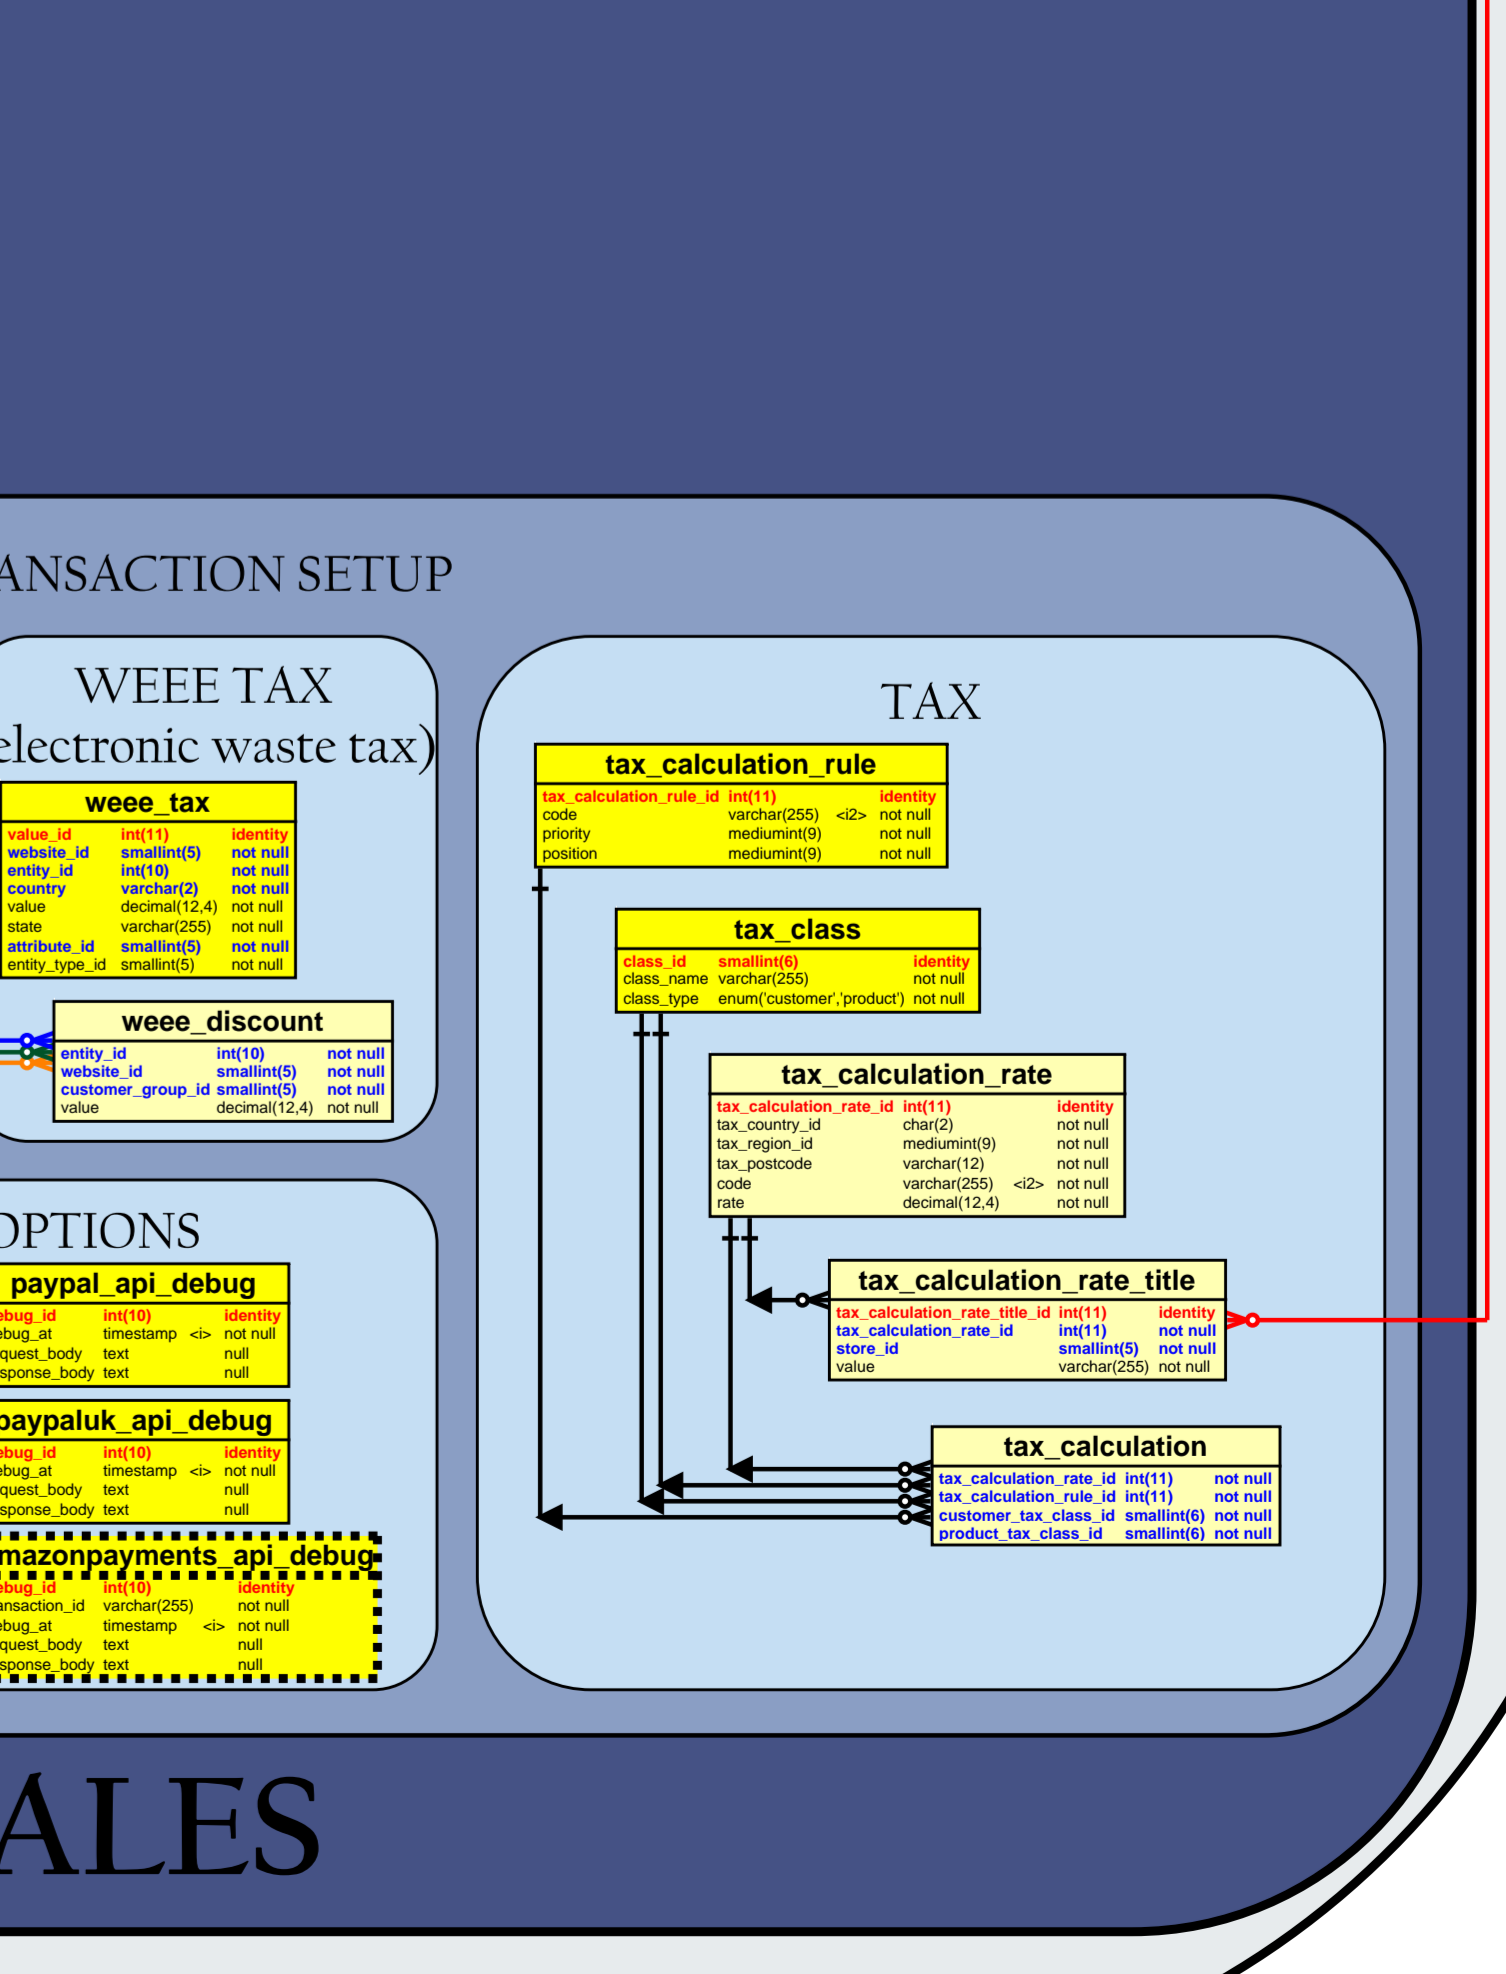 ANSACTION SETUP
WEEE TAX
electronic waste tax)
weee_tax
value_id int(11) identity
website_id smallint(5) not null
entity_id int(10) not null
country varchar(2) not null
value decimal(12,4) not null
state varchar(255) not null
attribute_id smallint(5) not null
entity_type_id smallint(5) not null
weee_discount
entity_id int(10) not null
website_id smallint(5) not null
customer_group_id smallint(5) not null
value decimal(12,4) not null
OPTIONS
paypal_api_debug
ebug_id int(10) identity
ebug_at timestamp <i> not null
quest_body text null
sponse_body text null
paypaluk_api_debug
ebug_id int(10) identity
ebug_at timestamp <i> not null
quest_body text null
sponse_body text null
mazonpayments_api_debug
ebug_id int(10) identity
ansaction_id varchar(255) not null
ebug_at timestamp <i> not null
quest_body text null
sponse_body text null
TAX
tax_calculation_rule
tax_calculation_rule_id int(11) identity
code varchar(255) <i2> not null
priority mediumint(9) not null
position mediumint(9) not null
tax_class
class_id smallint(6) identity
class_name varchar(255) not null
class_type enum('customer','product') not null
tax_calculation_rate
tax_calculation_rate_id int(11) identity
tax_country_id char(2) not null
tax_region_id mediumint(9) not null
tax_postcode varchar(12) not null
code varchar(255) <i2> not null
rate decimal(12,4) not null
tax_calculation_rate_title
tax_calculation_rate_title_id int(11) identity
tax_calculation_rate_id int(11) not null
store_id smallint(5) not null
value varchar(255) not null
tax_calculation
tax_calculation_rate_id int(11) not null
tax_calculation_rule_id int(11) not null
customer_tax_class_id smallint(6) not null
product_tax_class_id smallint(6) not null
ALES